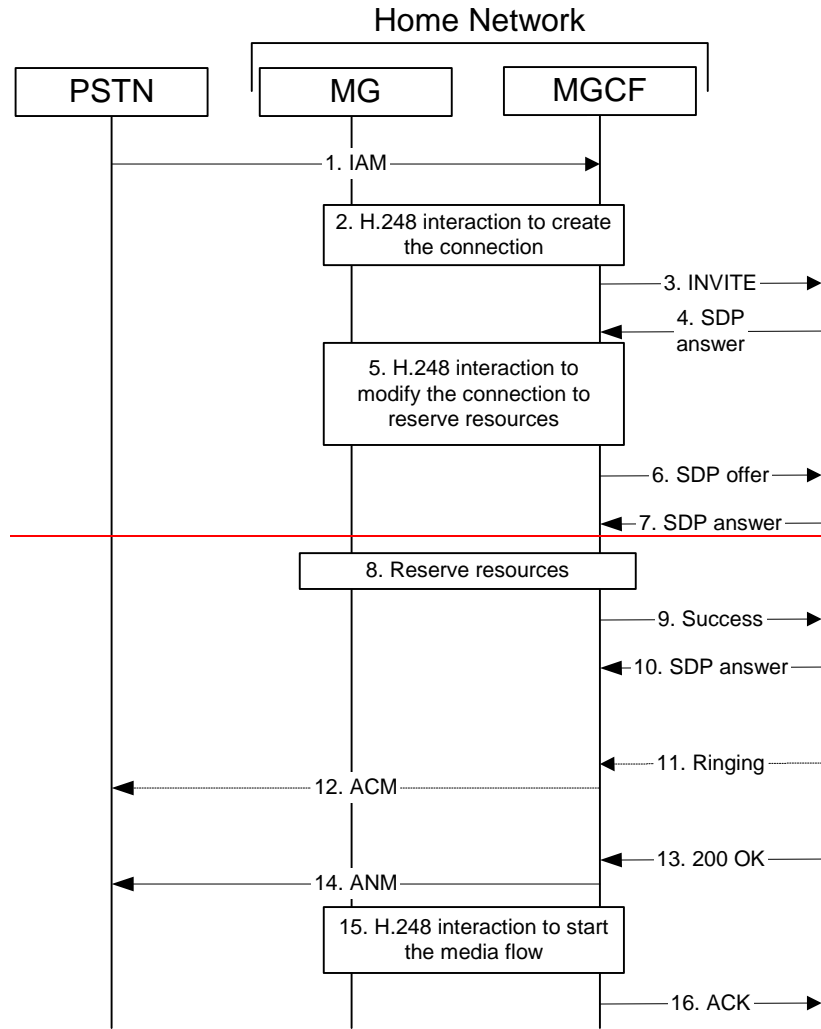 Home Network
PSTN
MG
MGCF
1. IAM
2. H.248 interaction to create
the connection
3. INVITE
4. SDP
answer
5. H.248 interaction to
modify the connection to
reserve resources
6. SDP offer
7. SDP answer
8. Reserve resources
9. Success
10. SDP answer
11. Ringing
12. ACM
13. 200 OK
14. ANM
15. H.248 interaction to start
the media flow
16. ACK